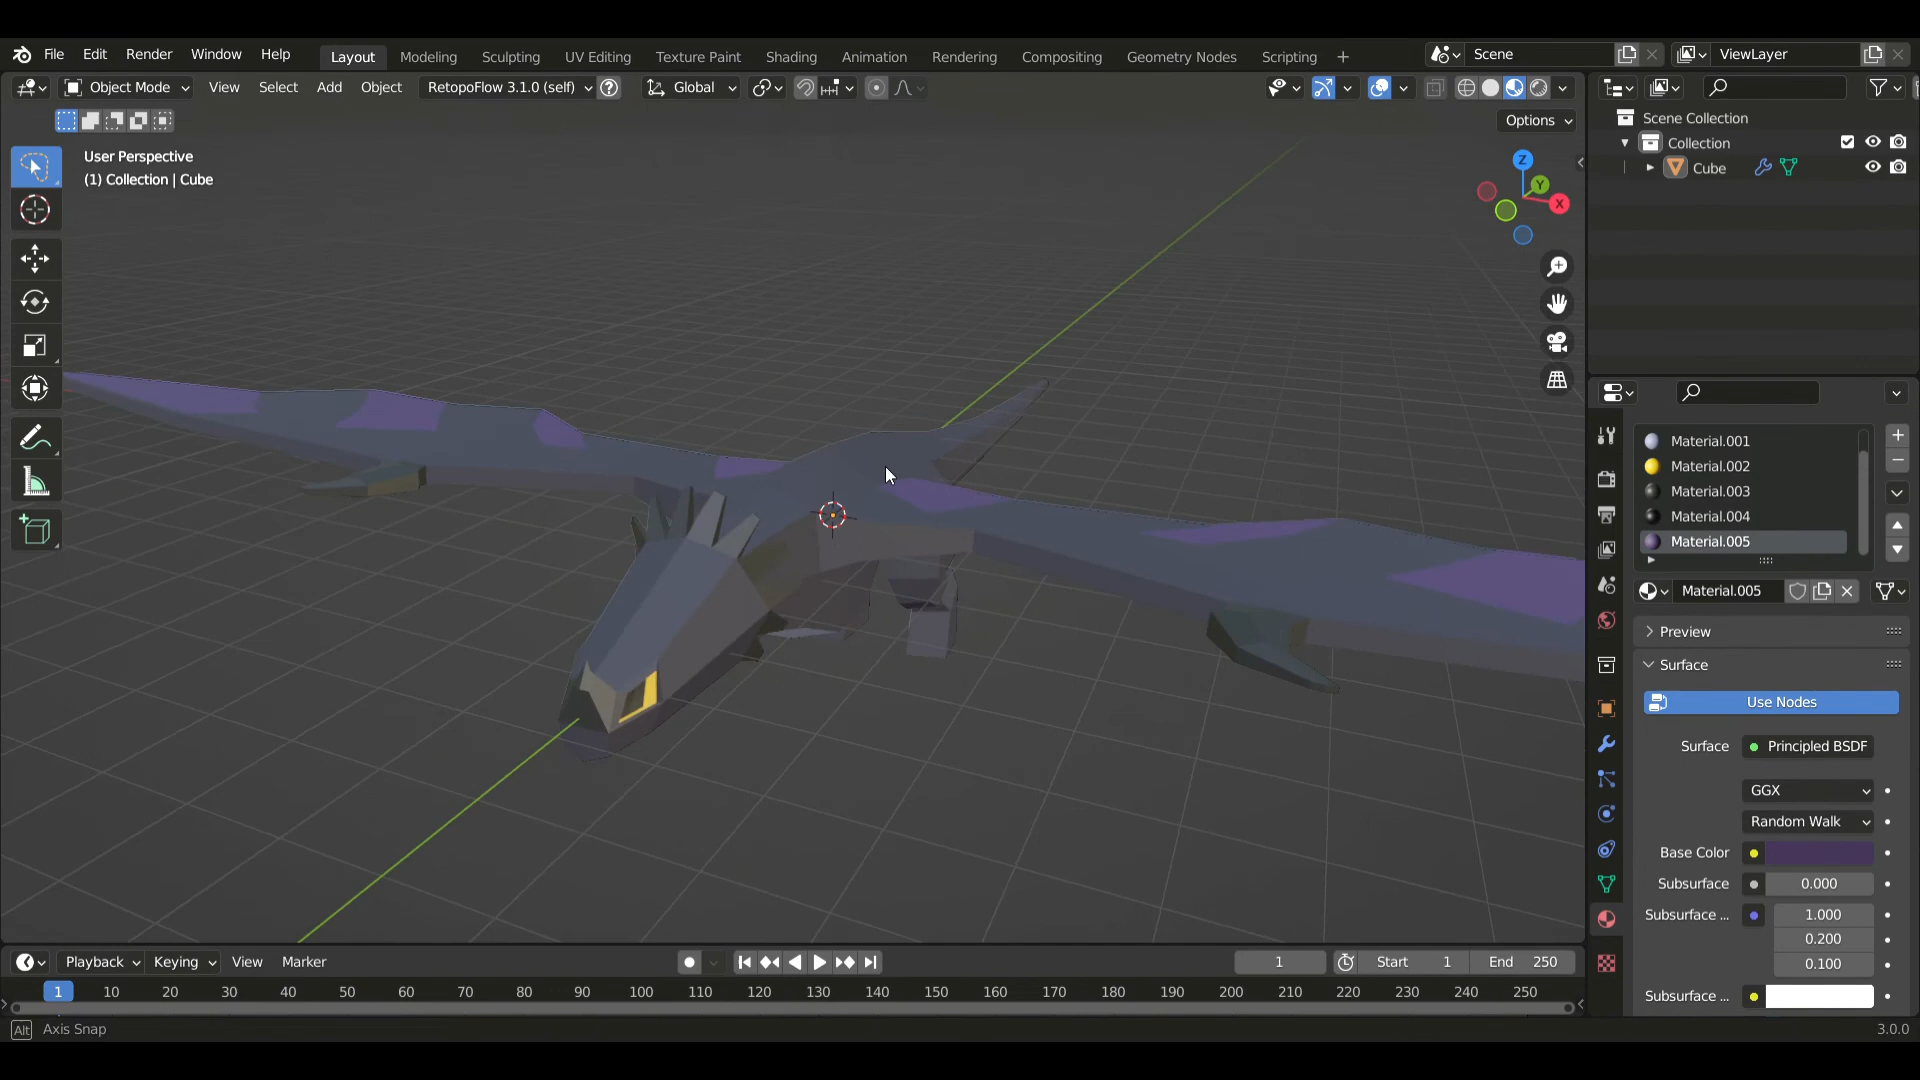 File Edit Render Window Help Layout Modeling Sculpting UV Editing Texture Paint Shading Animation Rendering Compositing Geometry Nodes Scripting + Scene ViewLayer
Object Mode View Select Add Object RetopoFlow 3.1.0 (self) Global
Options
User Perspective
(1) Collection | Cube
Z
Y
X
Scene Collection
Collection
Cube
Material.001
Material.002
Material.003
Material.004
Material.005
Material.005
Preview
Surface
Use Nodes
Surface Principled BSDF
GGX
Random Walk
Base Color
Subsurface 0.000
Subsurface ... 1.000
0.200
0.100
Subsurface ...
Playback Keying View Marker 1 Start 1 End 250
1 10 20 30 40 50 60 70 80 90 100 110 120 130 140 150 160 170 180 190 200 210 220 230 240 250
Alt Axis Snap 3.0.0